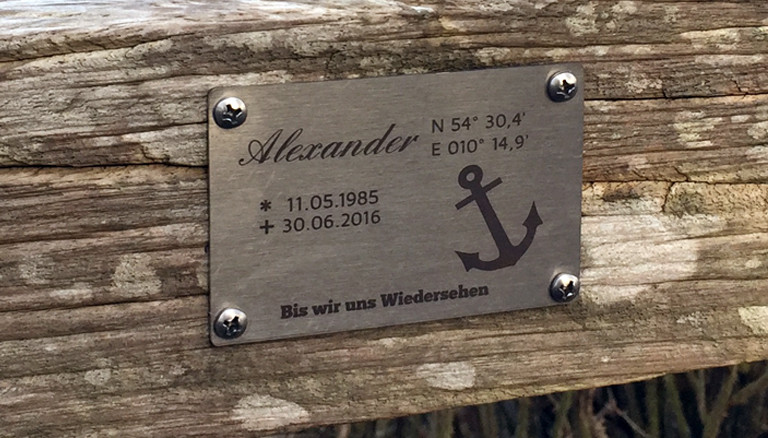 Alexander
N 54° 30,4'
E 010° 14,9'
* 11.05.1985
+ 30.06.2016
Bis wir uns Wiedersehen